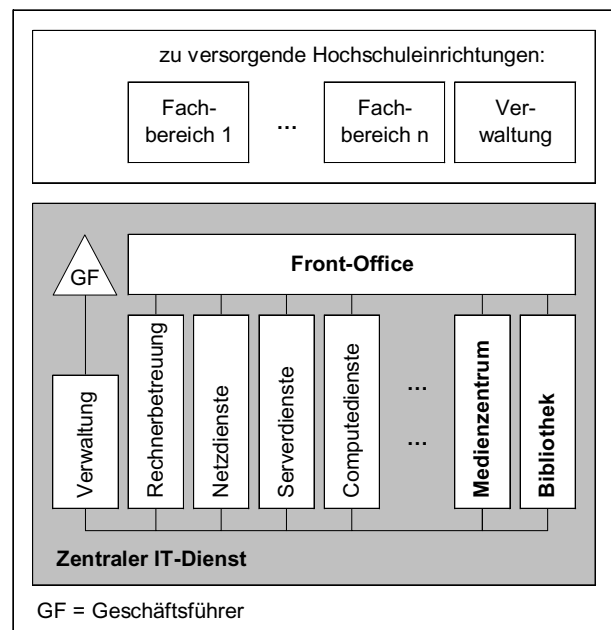 zu versorgende Hochschuleinrichtungen:
Fach-
bereich 1
...
Fach-
bereich n
Ver-
waltung
GF
Front-Office
Verwaltung
Rechnerbetreuung
Netzdienste
Serverdienste
Computedienste
...
...
Medienzentrum
Bibliothek
Zentraler IT-Dienst
GF = Geschäftsführer